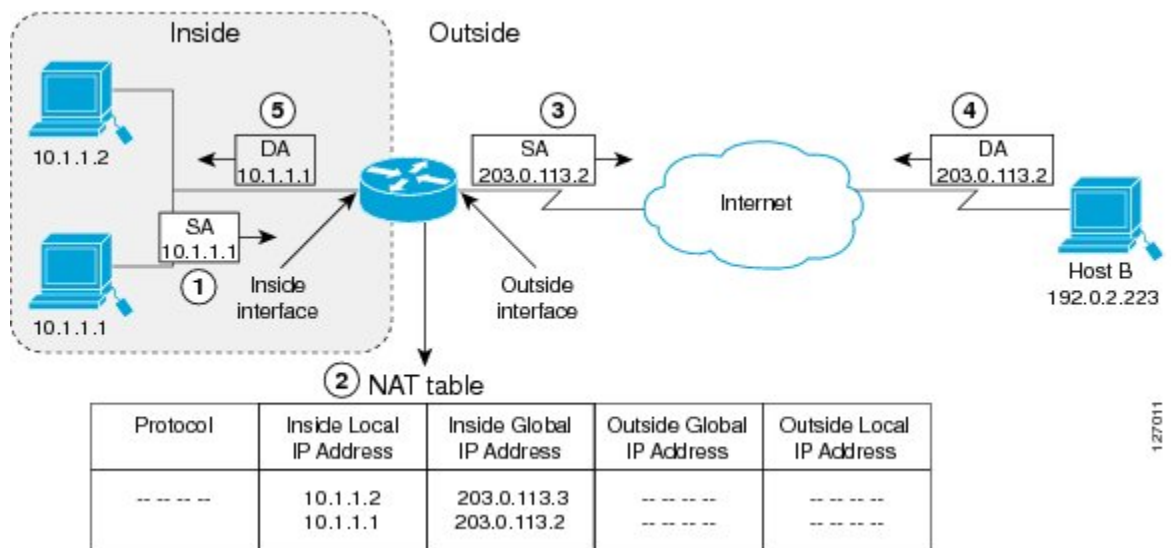 Inside
Outside
5
3
4
DA
10.1.1.1
SA
203.0.113.2
DA
203.0.113.2
10.1.1.2
Internet
SA
10.1.1.1
1
Inside
interface
Outside
interface
Host B
192.0.2.223
10.1.1.1
2 NAT table
Protocol
Inside Local
IP Address
Inside Global
IP Address
Outside Global
IP Address
Outside Local
IP Address
-- -- -- -- 10.1.1.2 203.0.113.3 -- -- -- -- -- -- -- --
10.1.1.1 203.0.113.2 -- -- -- -- -- -- -- --
127011